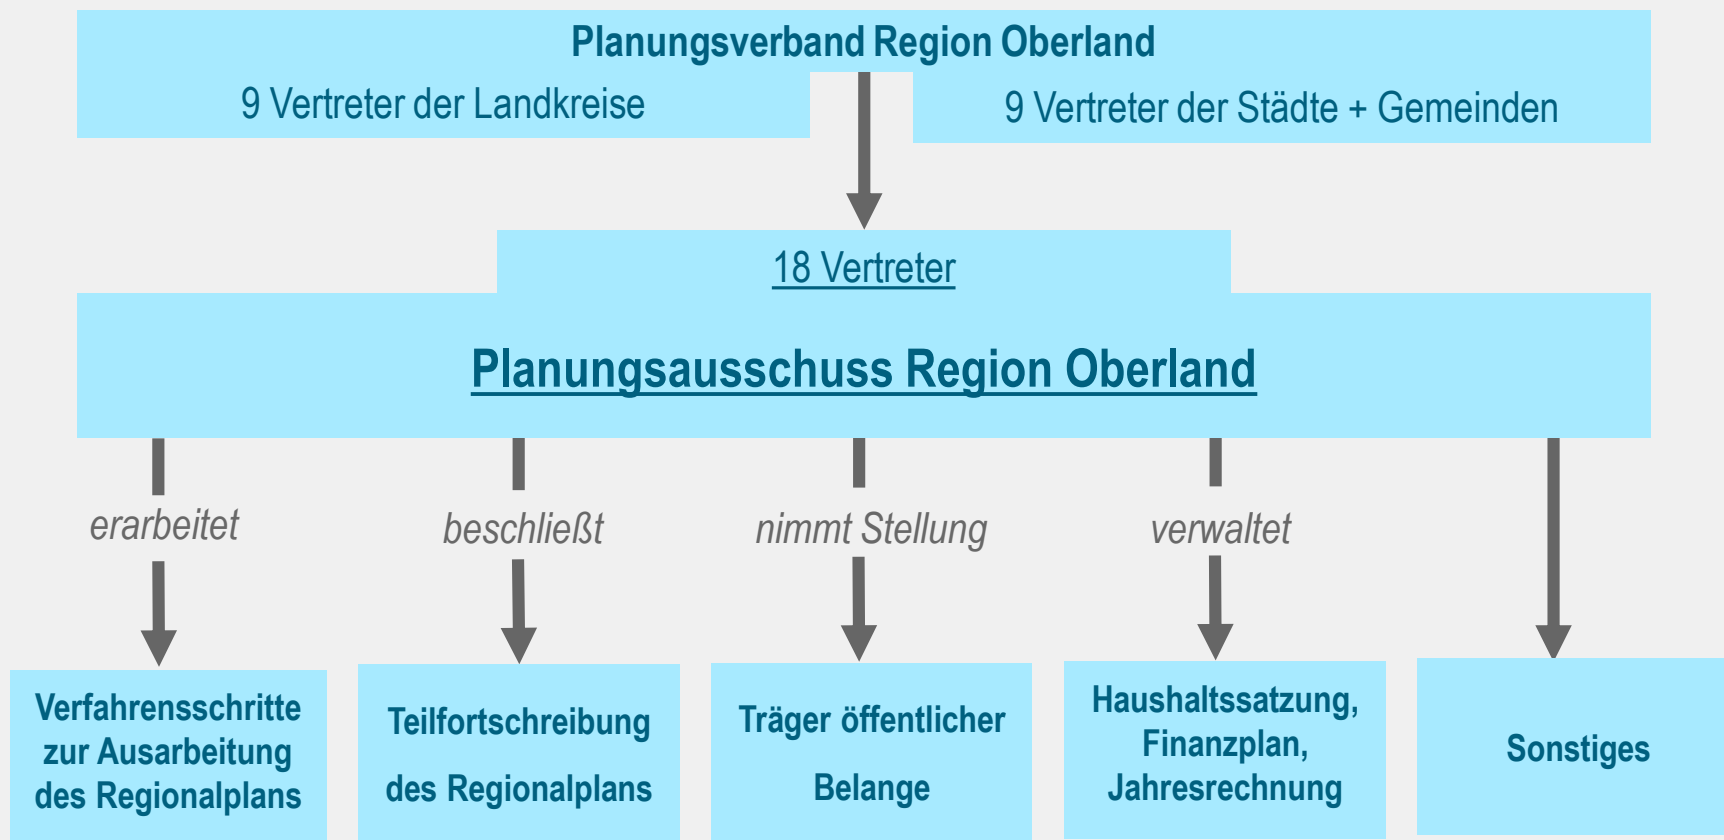 Planungsverband Region Oberland
9 Vertreter der Landkreise
9 Vertreter der Städte + Gemeinden
18 Vertreter
Planungsausschuss Region Oberland
erarbeitet
beschließt
nimmt Stellung
verwaltet
Verfahrensschritte
zur Ausarbeitung
des Regionalplans
Teilfortschreibung
des Regionalplans
Träger öffentlicher
Belange
Haushaltssatzung,
Finanzplan,
Jahresrechnung
Sonstiges